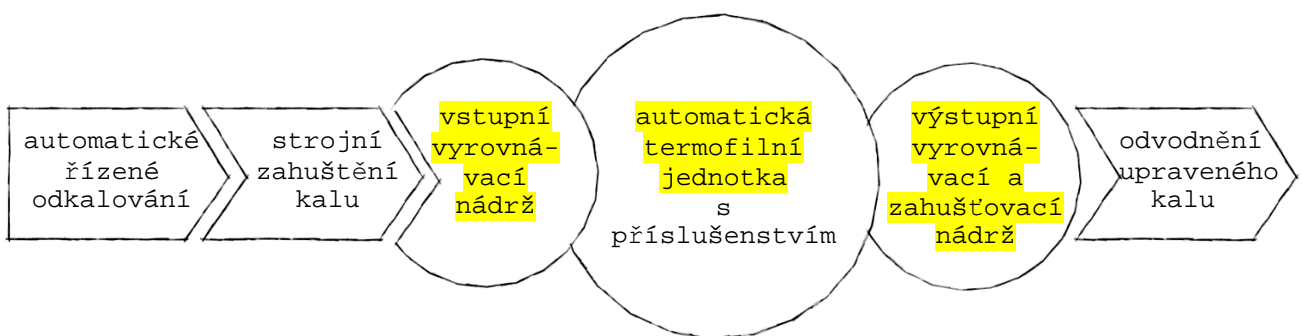 automatické
řízené
odkalování
strojní
zahuštění
kalu
vstupní
vyrovná-
vací
nádrž
automatická
termofilní
jednotka
s
příslušenstvím
výstupní
vyrovná-
vací a
zahušťovací
nádrž
odvodnění
upraveného
kalu